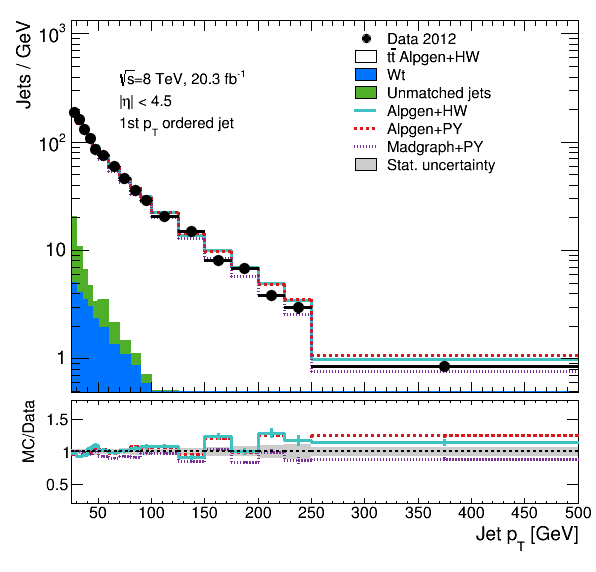 Jets / GeV
10³
10²
10
1
√s=8 TeV, 20.3 fb⁻¹
|η| < 4.5
1st p_T ordered jet
Data 2012
tt̄ Alpgen+HW
Wt
Unmatched jets
Alpgen+HW
Alpgen+PY
Madgraph+PY
Stat. uncertainty
MC/Data
1.5
1
0.5
50 100 150 200 250 300 350 400 450 500
Jet p_T [GeV]